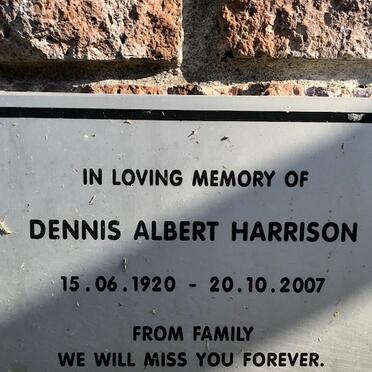 IN LOVING MEMORY OF
DENNIS ALBERT HARRISON
15.06.1920 - 20.10.2007
FROM FAMILY
WE WILL MISS YOU FOREVER.